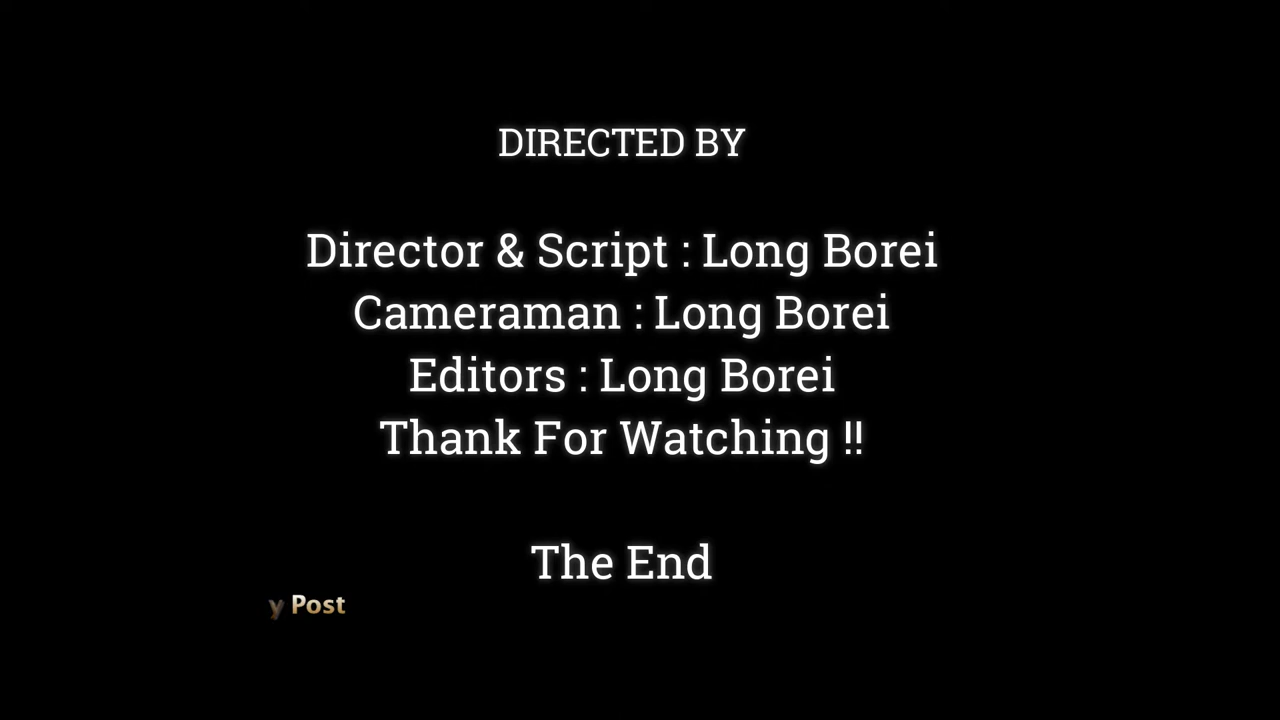 DIRECTED BY
Director & Script : Long Borei
Cameraman : Long Borei
Editors : Long Borei
Thank For Watching !!
The End
y Post